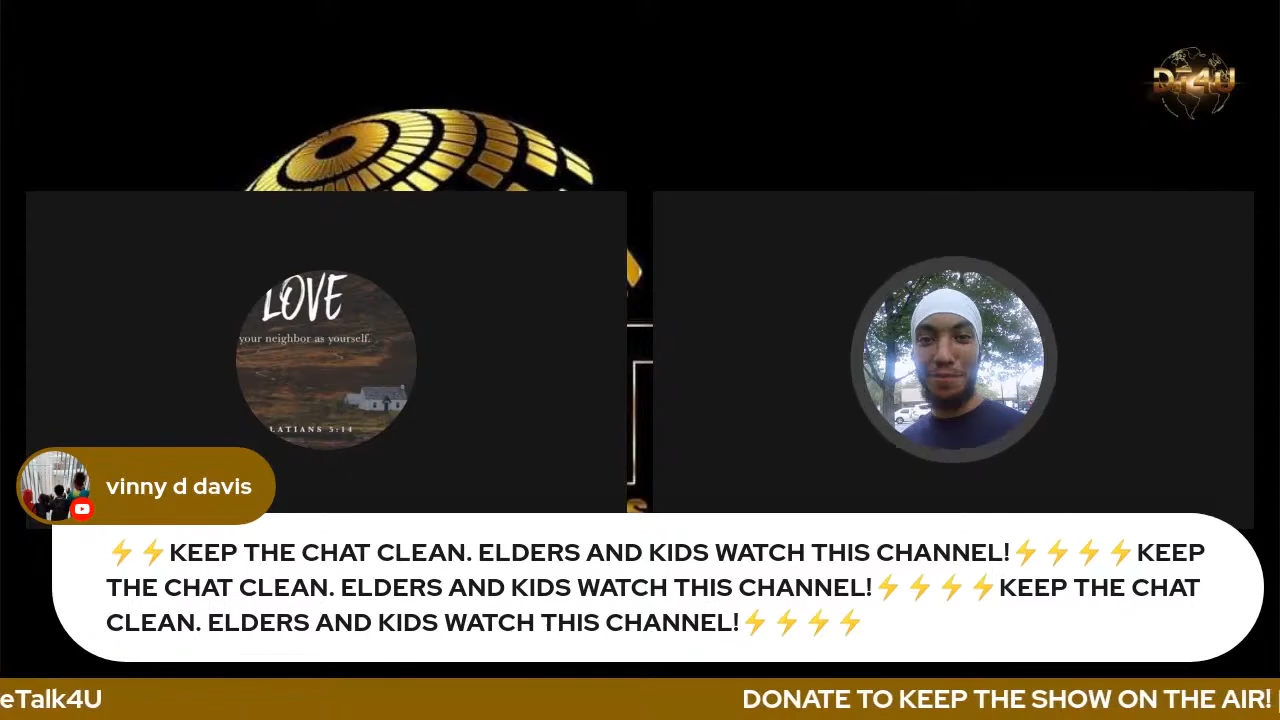 DT4U
LOVE
your neighbor as yourself.
LATIANS 5:14
vinny d davis
⚡⚡KEEP THE CHAT CLEAN. ELDERS AND KIDS WATCH THIS CHANNEL!⚡⚡⚡⚡KEEP
THE CHAT CLEAN. ELDERS AND KIDS WATCH THIS CHANNEL!⚡⚡⚡⚡KEEP THE CHAT
CLEAN. ELDERS AND KIDS WATCH THIS CHANNEL!⚡⚡⚡⚡
eTalk4U
DONATE TO KEEP THE SHOW ON THE AIR!